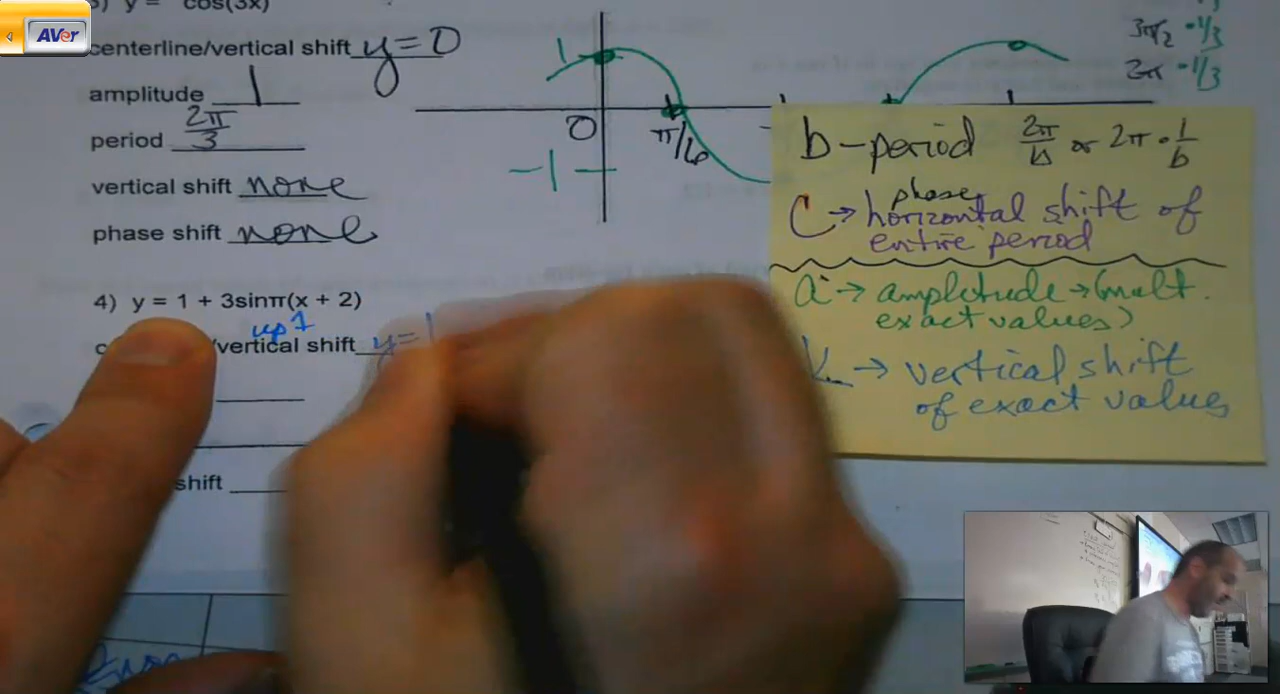 AVer
y = cos(3x)
centerline/vertical shift y=0
amplitude 1
period 2π/3
vertical shift none
phase shift none
1
0
-1
π/6
3π/2 · 1/3
2π · 1/3
b-period 2π/b or 2π · 1/b
phase
C → horizontal shift of
entire period
a → amplitude → (mult.
exact values)
K → vertical shift
of exact values
4) y = 1 + 3sinπ(x + 2)
up 1
/vertical shift y=1
shift